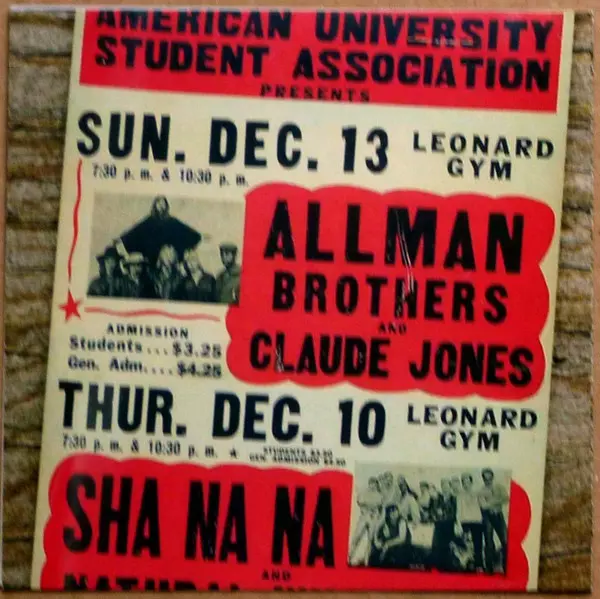 AMERICAN UNIVERSITY
STUDENT ASSOCIATION
PRESENTS
SUN. DEC. 13 LEONARD GYM
7:30 p. m. & 10:30 p. m.
ALLMAN
BROTHERS
AND
CLAUDE JONES
ADMISSION
Students ... $3.25
Gen. Adm. ... $4.25
THUR. DEC. 10 LEONARD GYM
7:30 p. m. & 10:30 p. m. ★
SHA NA NA
AND